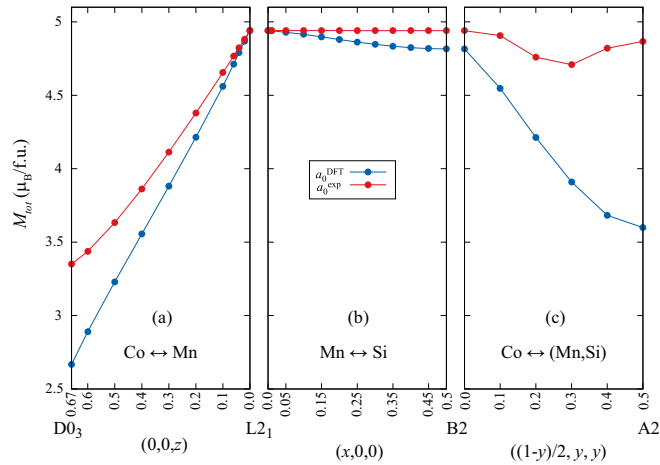 5
4.5
4
3.5
3
2.5
M_tot (μ_B/f.u.)
a_0^DFT
a_0^exp
(a) (b) (c)
Co ↔ Mn Mn ↔ Si Co ↔ (Mn,Si)
0.67 0.6 0.5 0.4 0.3 0.2 0.1 0.0 0.0 0.05 0.15 0.25 0.35 0.45 0.5 0.0 0.1 0.2 0.3 0.4 0.5
D0_3 L2_1 B2 A2
(0,0,z) (x,0,0) ((1-y)/2, y, y)